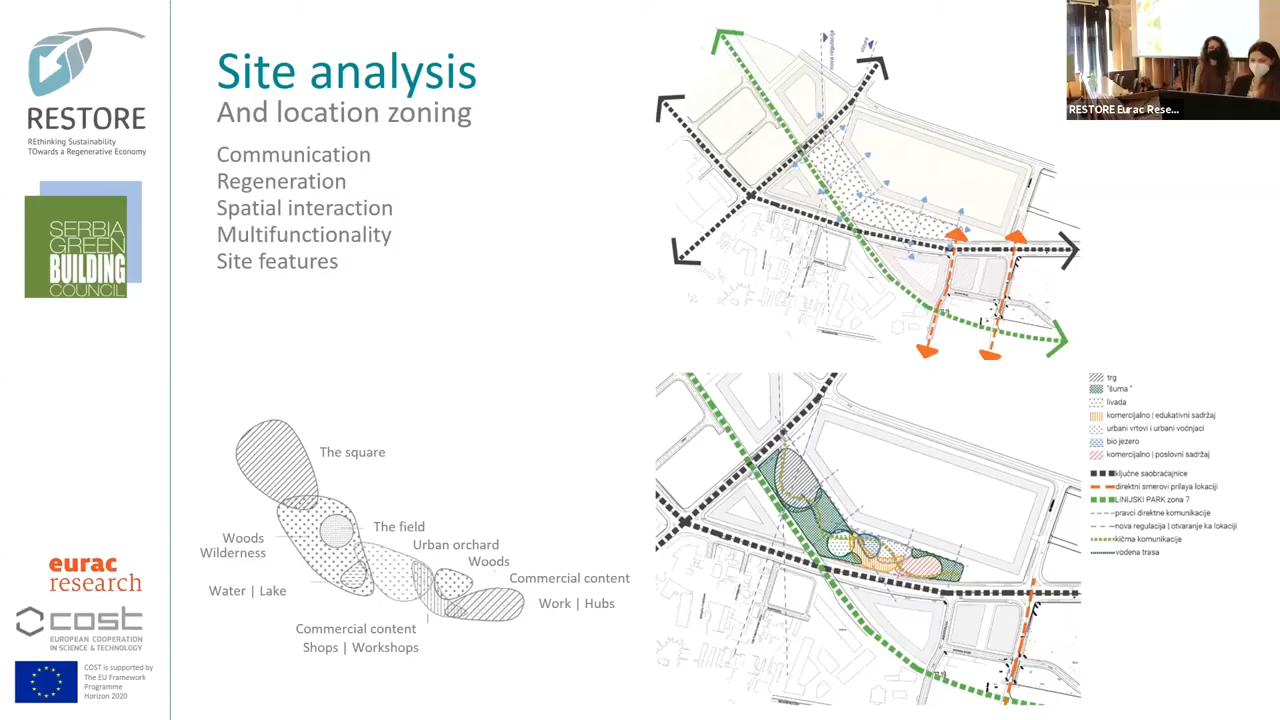 RESTORE
REthinking Sustainability
TOwards a Regenerative Economy
SERBIA
GREEN
BUILDING
COUNCIL
eurac
research
cost
EUROPEAN COOPERATION
IN SCIENCE & TECHNOLOGY
COST is supported by
the EU Framework
Programme
Horizon 2020
Site analysis
And location zoning
Communication
Regeneration
Spatial interaction
Multifunctionality
Site features
The square
The field
Urban orchard
Woods
Wilderness
Woods
Commercial content
Water | Lake
Work | Hubs
Commercial content
Shops | Workshops
nova regulacija
RESTORE Eurac Rese...
trg
"šuma "
livada
komercijalno | edukativni sadržaj
urbani vrtovi i urbani voćnjaci
bio jezero
komercijalno | poslovni sadržaj
ključne saobraćajnice
direktni smerovi prilaya lokaciji
LINIJSKI PARK zona 7
pravci direktne komunikacije
nova regulacija | otvaranje ka lokaciji
kičma komunikacije
vodena trasa